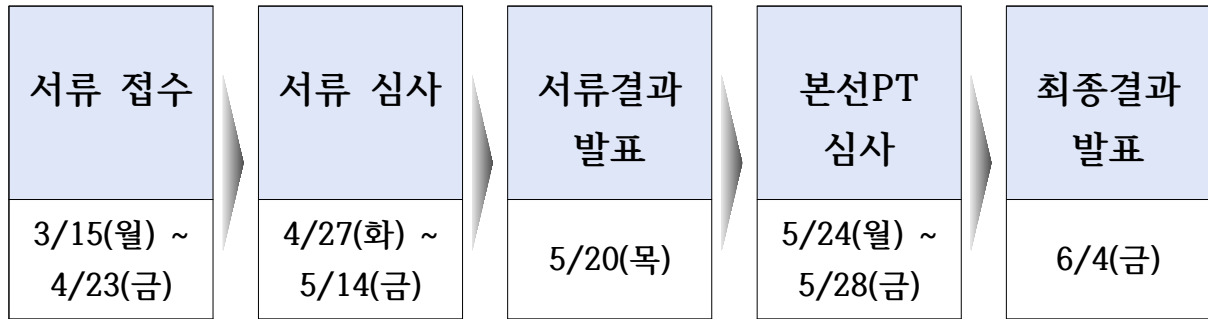 서류 접수
3/15(월) ~
4/23(금)
서류 심사
4/27(화) ~
5/14(금)
서류결과
발표
5/20(목)
본선PT
심사
5/24(월) ~
5/28(금)
최종결과
발표
6/4(금)